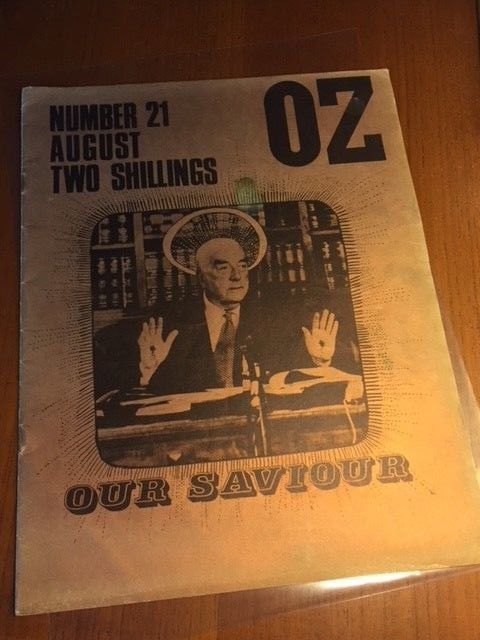 NUMBER 21
AUGUST
TWO SHILLINGS
OZ
OUR SAVIOUR